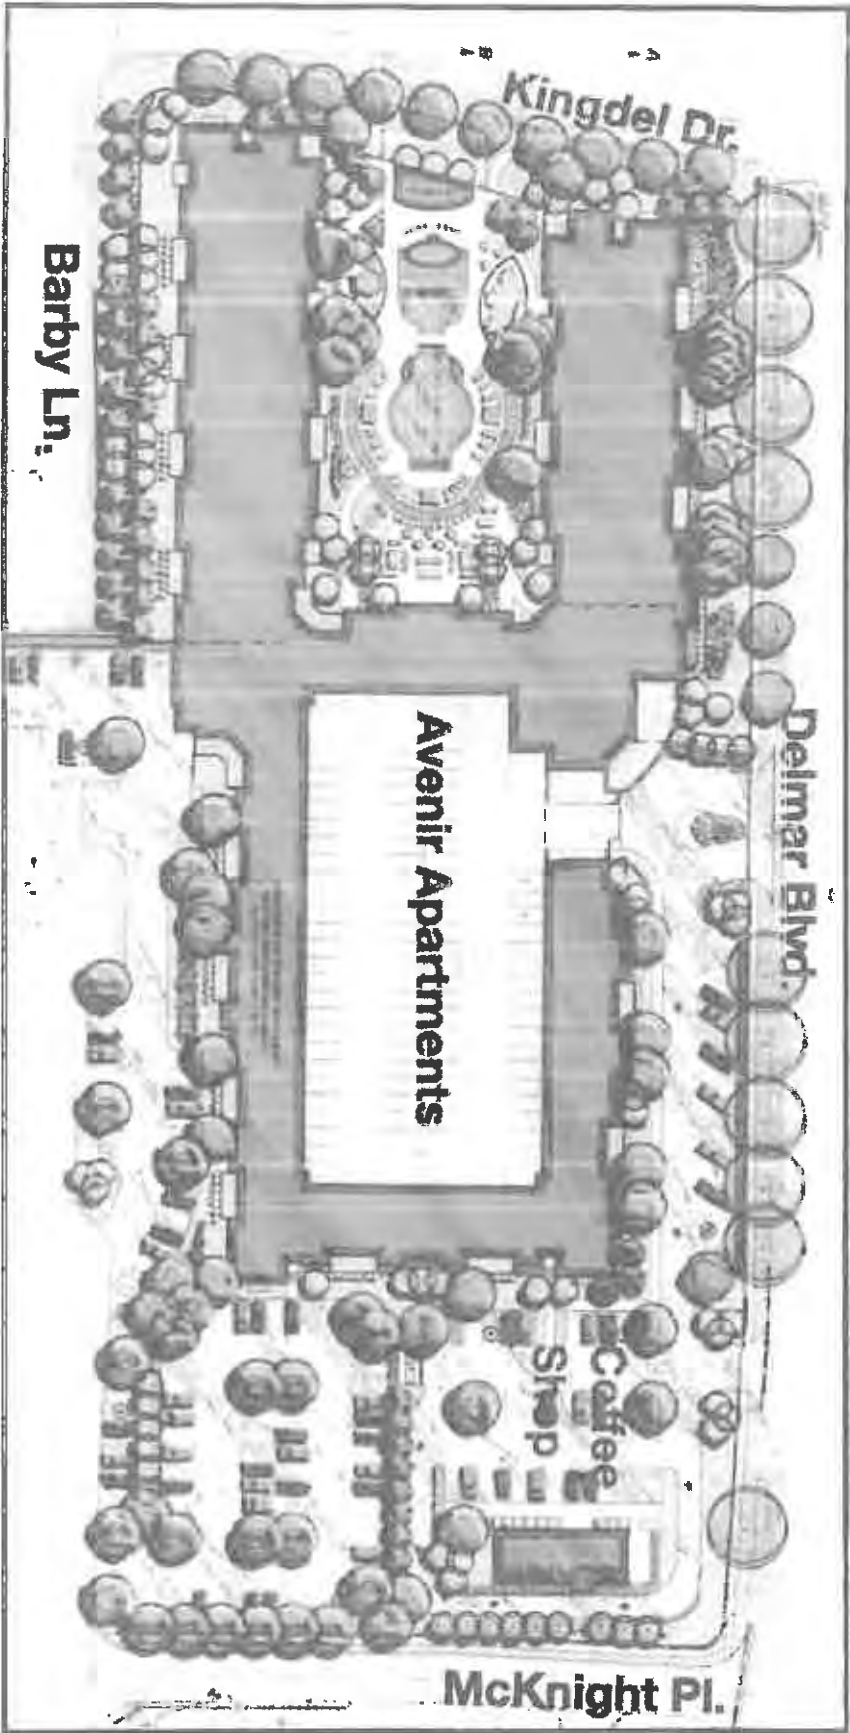 Kingdel Dr.
Barby Ln.
Delmar Blvd.
Avenir Apartments
Coffee
Shop
McKnight Pl.